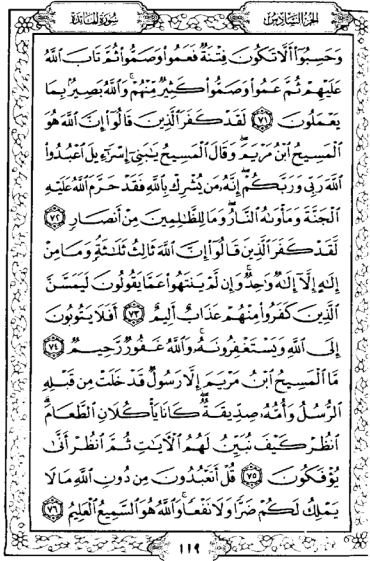 الجزء السادس سورة المائدة
وَحَسِبُوٓا۟ أَلَّا تَكُونَ فِتْنَةٌ فَعَمُوا۟ وَصَمُّوا۟ ثُمَّ تَابَ ٱللَّهُ
عَلَيْهِمْ ثُمَّ عَمُوا۟ وَصَمُّوا۟ كَثِيرٌ مِّنْهُمْ ۚ وَٱللَّهُ بَصِيرٌۢ بِمَا
يَعْمَلُونَ ٧١ لَقَدْ كَفَرَ ٱلَّذِينَ قَالُوٓا۟ إِنَّ ٱللَّهَ هُوَ
ٱلْمَسِيحُ ٱبْنُ مَرْيَمَ ۖ وَقَالَ ٱلْمَسِيحُ يَٰبَنِىٓ إِسْرَٰٓءِيلَ ٱعْبُدُوا۟
ٱللَّهَ رَبِّى وَرَبَّكُمْ ۖ إِنَّهُۥ مَن يُشْرِكْ بِٱللَّهِ فَقَدْ حَرَّمَ ٱللَّهُ عَلَيْهِ
ٱلْجَنَّةَ وَمَأْوَىٰهُ ٱلنَّارُ ۖ وَمَا لِلظَّٰلِمِينَ مِنْ أَنصَارٍ ٧٢
لَّقَدْ كَفَرَ ٱلَّذِينَ قَالُوٓا۟ إِنَّ ٱللَّهَ ثَالِثُ ثَلَٰثَةٍ ۘ وَمَا مِنْ
إِلَٰهٍ إِلَّآ إِلَٰهٌ وَٰحِدٌ ۚ وَإِن لَّمْ يَنتَهُوا۟ عَمَّا يَقُولُونَ لَيَمَسَّنَّ
ٱلَّذِينَ كَفَرُوا۟ مِنْهُمْ عَذَابٌ أَلِيمٌ ٧٣ أَفَلَا يَتُوبُونَ
إِلَى ٱللَّهِ وَيَسْتَغْفِرُونَهُۥ ۚ وَٱللَّهُ غَفُورٌ رَّحِيمٌ ٧٤
مَّا ٱلْمَسِيحُ ٱبْنُ مَرْيَمَ إِلَّا رَسُولٌ قَدْ خَلَتْ مِن قَبْلِهِ
ٱلرُّسُلُ وَأُمُّهُۥ صِدِّيقَةٌ ۖ كَانَا يَأْكُلَانِ ٱلطَّعَامَ ۗ
ٱنظُرْ كَيْفَ نُبَيِّنُ لَهُمُ ٱلْءَايَٰتِ ثُمَّ ٱنظُرْ أَنَّىٰ
يُؤْفَكُونَ ٧٥ قُلْ أَتَعْبُدُونَ مِن دُونِ ٱللَّهِ مَا لَا
يَمْلِكُ لَكُمْ ضَرًّا وَلَا نَفْعًا ۚ وَٱللَّهُ هُوَ ٱلسَّمِيعُ ٱلْعَلِيمُ ٧٦
١١٩